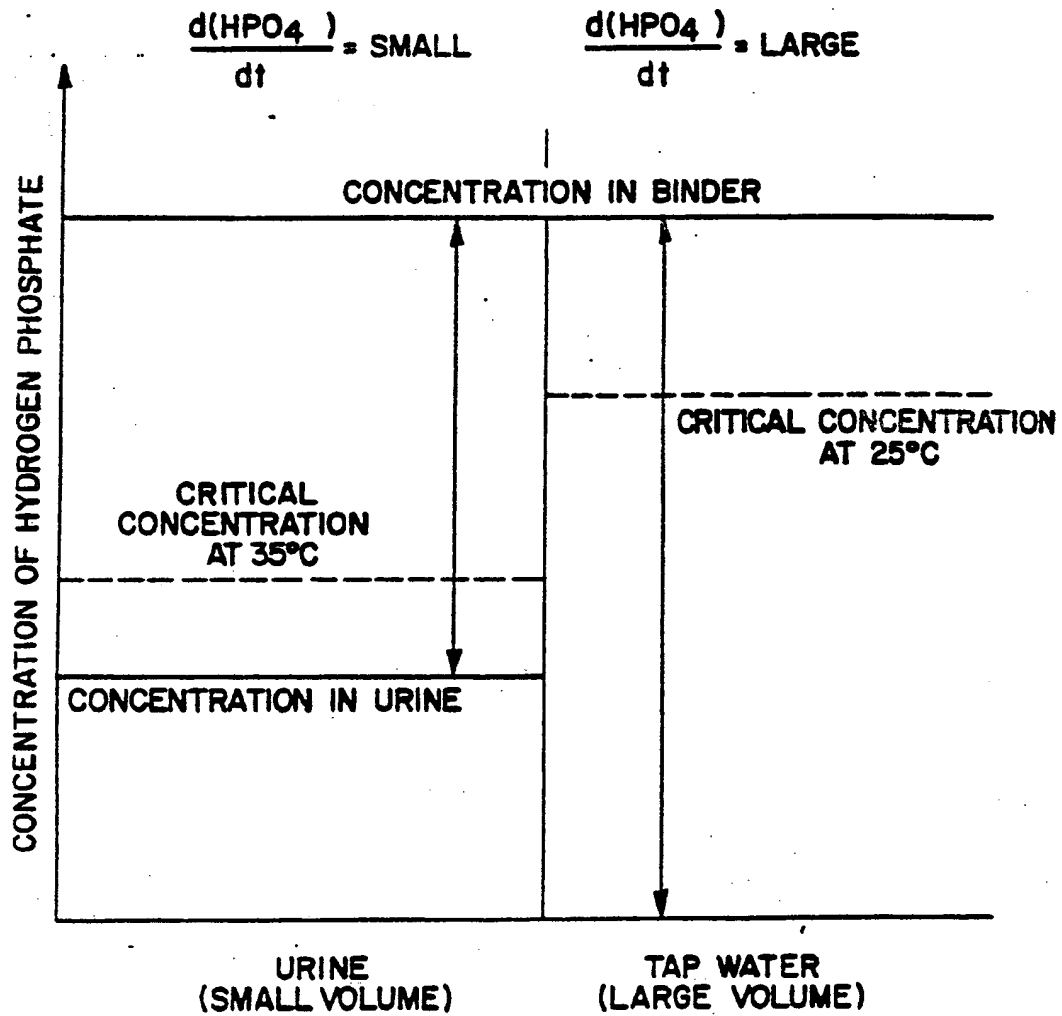 d(HPO4 )
dt
= SMALL
d(HPO4 )
dt
= LARGE
CONCENTRATION OF HYDROGEN PHOSPHATE
CONCENTRATION IN BINDER
CRITICAL CONCENTRATION
AT 25°C
CRITICAL
CONCENTRATION
AT 35°C
CONCENTRATION IN URINE
URINE
(SMALL VOLUME)
TAP WATER
(LARGE VOLUME)